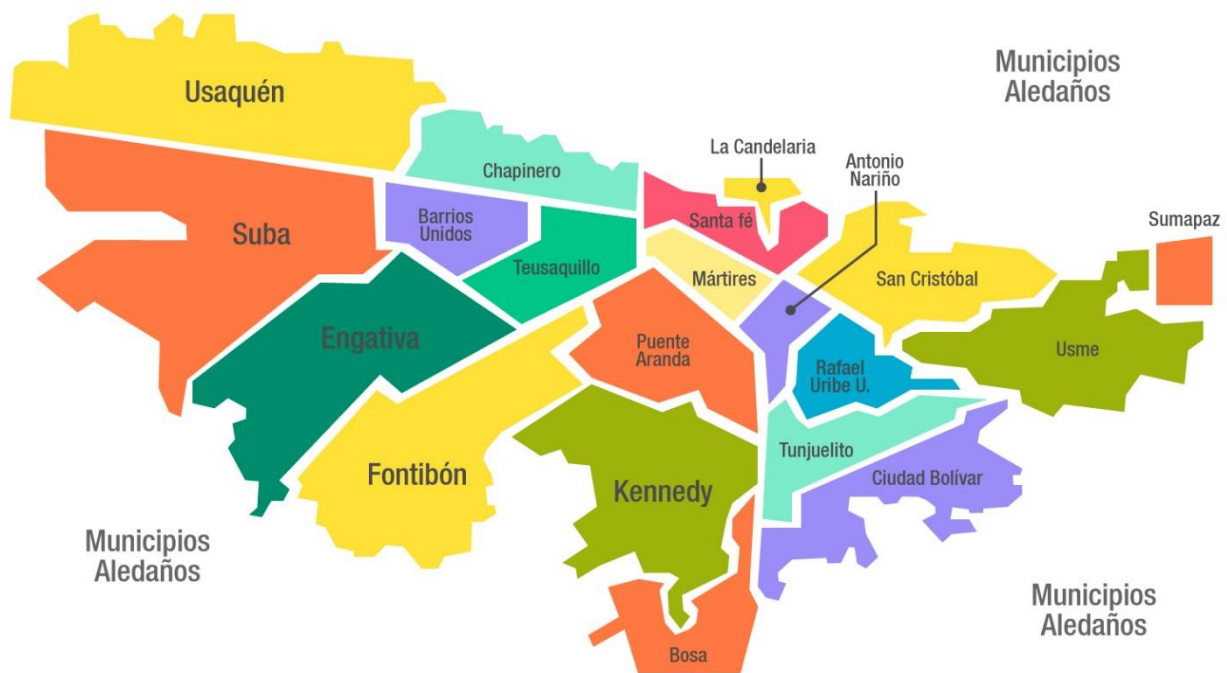 Municipios
Aledaños
Usaquén
La Candelaria
Antonio
Nariño
Chapinero
Sumapaz
Barrios
Unidos
Santa fé
Suba
Teusaquillo
Mártires
San Cristóbal
Engativa
Puente
Aranda
Usme
Rafael
Uribe U.
Tunjuelito
Fontibón
Kennedy
Ciudad Bolívar
Municipios
Aledaños
Municipios
Aledaños
Bosa